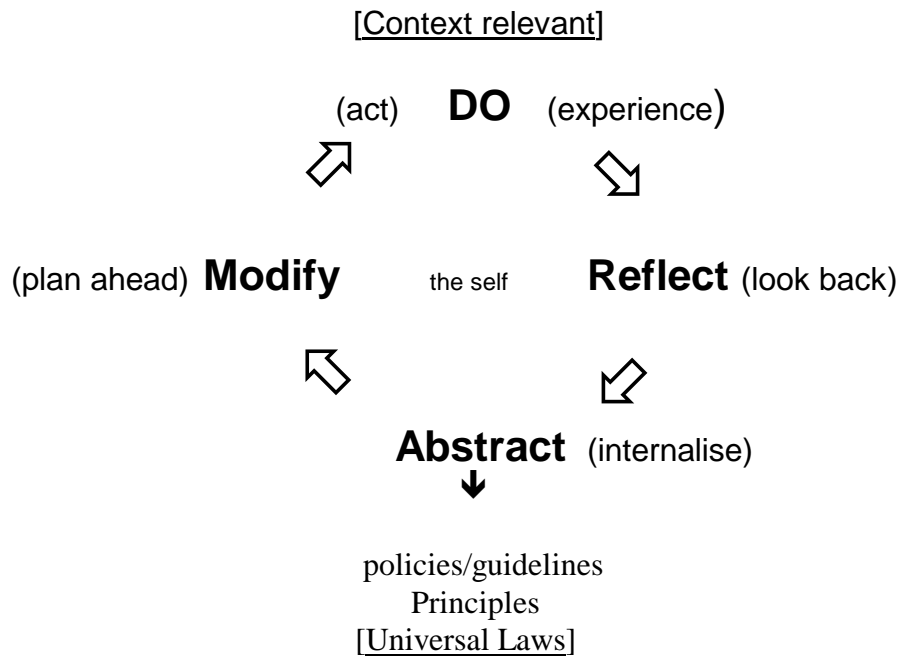 [Context relevant]
(act) DO (experience)
(plan ahead) Modify the self Reflect (look back)
Abstract (internalise)
policies/guidelines
Principles
[Universal Laws]